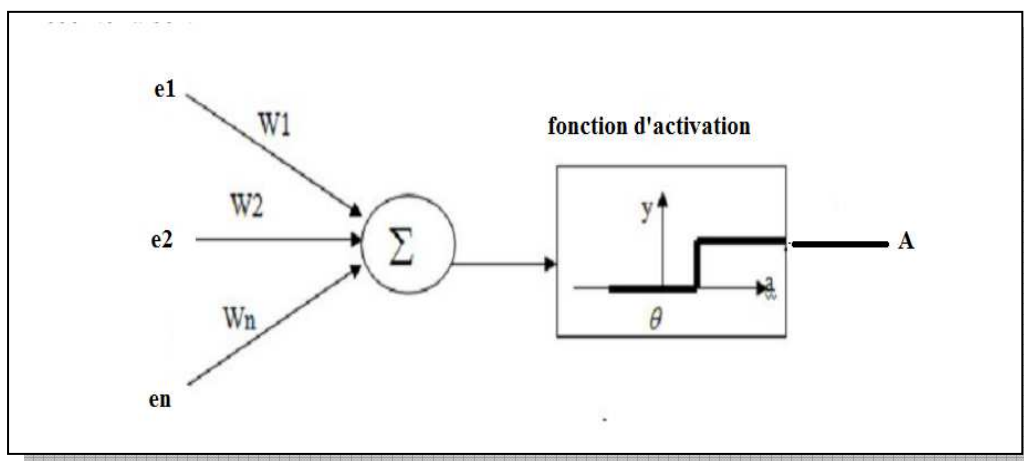 e1
W1
fonction d'activation
W2
y
e2
Σ
A
a
θ
Wn
en